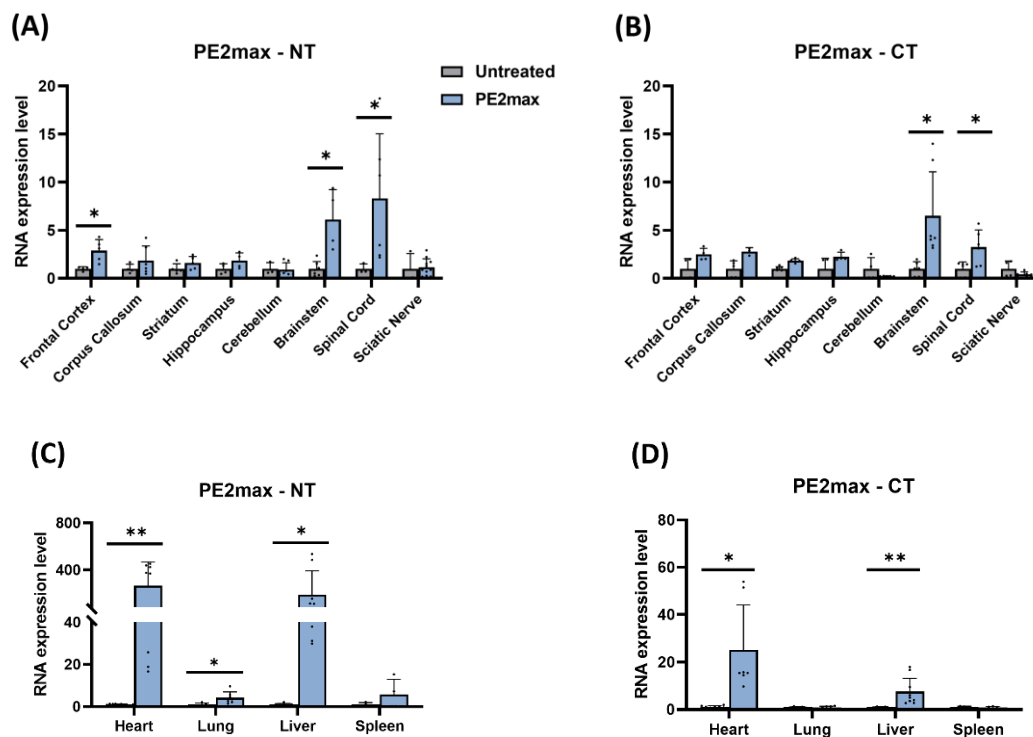 (A)
PE2max - NT
Untreated
PE2max
RNA expression level
20
15
10
5
0
*
*
*
Frontal Cortex
Corpus Callosum
Striatum
Hippocampus
Cerebellum
Brainstem
Spinal Cord
Sciatic Nerve
(B)
PE2max - CT
RNA expression level
20
15
10
5
0
*
*
Frontal Cortex
Corpus Callosum
Striatum
Hippocampus
Cerebellum
Brainstem
Spinal Cord
Sciatic Nerve
(C)
PE2max - NT
RNA expression level
800
400
40
20
0
**
*
*
Heart
Lung
Liver
Spleen
(D)
PE2max - CT
RNA expression level
80
60
40
20
0
*
**
Heart
Lung
Liver
Spleen